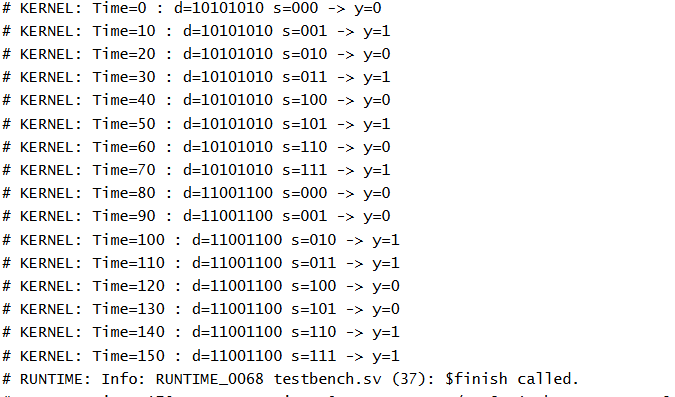 # KERNEL: Time=0 : d=10101010 s=000 -> y=0
# KERNEL: Time=10 : d=10101010 s=001 -> y=1
# KERNEL: Time=20 : d=10101010 s=010 -> y=0
# KERNEL: Time=30 : d=10101010 s=011 -> y=1
# KERNEL: Time=40 : d=10101010 s=100 -> y=0
# KERNEL: Time=50 : d=10101010 s=101 -> y=1
# KERNEL: Time=60 : d=10101010 s=110 -> y=0
# KERNEL: Time=70 : d=10101010 s=111 -> y=1
# KERNEL: Time=80 : d=11001100 s=000 -> y=0
# KERNEL: Time=90 : d=11001100 s=001 -> y=0
# KERNEL: Time=100 : d=11001100 s=010 -> y=1
# KERNEL: Time=110 : d=11001100 s=011 -> y=1
# KERNEL: Time=120 : d=11001100 s=100 -> y=0
# KERNEL: Time=130 : d=11001100 s=101 -> y=0
# KERNEL: Time=140 : d=11001100 s=110 -> y=1
# KERNEL: Time=150 : d=11001100 s=111 -> y=1
# RUNTIME: Info: RUNTIME_0068 testbench.sv (37): $finish called.